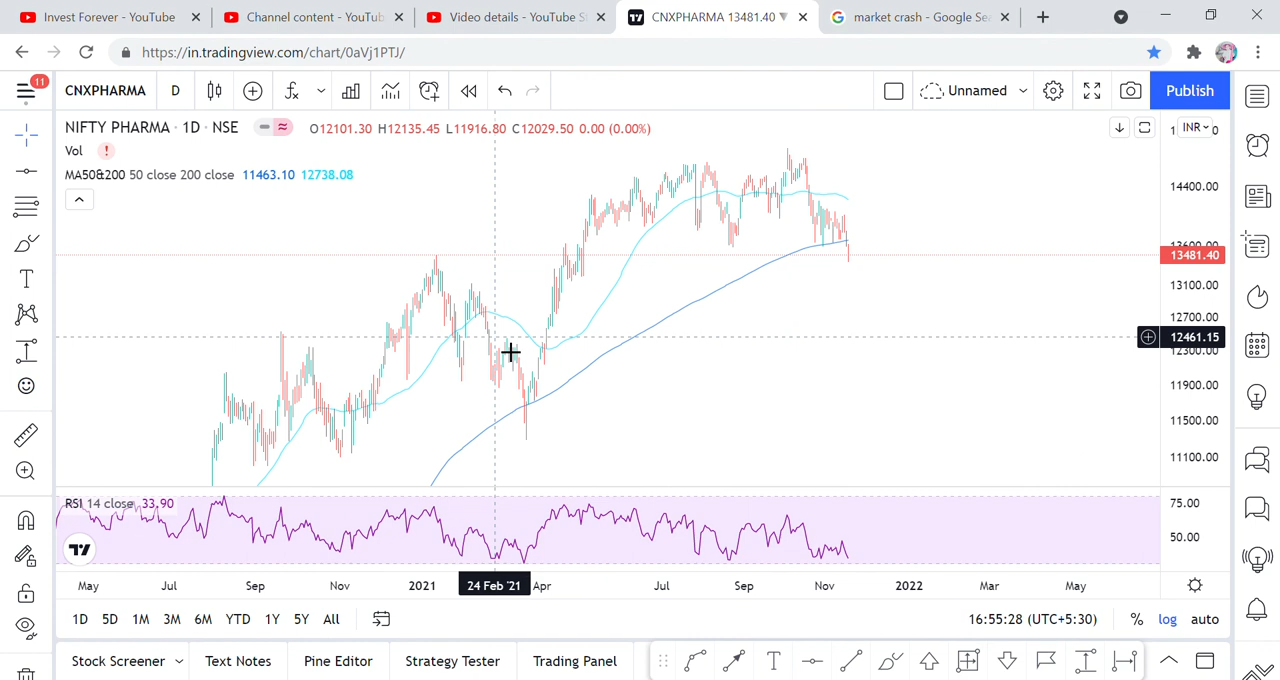 Invest Forever - YouTube
Channel content - YouTub
Video details - YouTube S
CNXPHARMA 13481.40
market crash - Google Se
https://in.tradingview.com/chart/0aVj1PTJ/
11
CNXPHARMA D
Unnamed
Publish
NIFTY PHARMA · 1D · NSE
O12101.30 H12135.45 L11916.80 C12029.50 0.00 (0.00%)
INR
Vol
MA50&200 50 close 200 close 11463.10 12738.08
14400.00
13600.00
13481.40
13100.00
12700.00
12461.15
12300.00
11900.00
11500.00
11100.00
RSI 14 close 33.90
75.00
50.00
May Jul Sep Nov 2021 24 Feb '21 Apr Jul Sep Nov 2022 Mar May
1D 5D 1M 3M 6M YTD 1Y 5Y All
16:55:28 (UTC+5:30) % log auto
Stock Screener Text Notes Pine Editor Strategy Tester Trading Panel